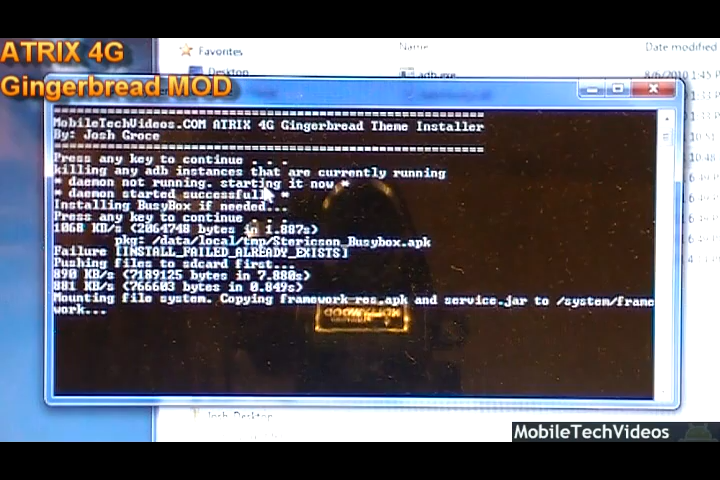 ATRIX 4G
Gingerbread MOD
Favorites
Desktop
Name
Date modified
adb.exe
8/6/2010 1:45
================================================
MobileTechVideos.COM ATRIX 4G Gingerbread Theme Installer
By: Josh Groce
================================================
Press any key to continue . . .
killing any adb instances that are currently running
* daemon not running. starting it now *
* daemon started successfully *
Installing BusyBox if needed...
Press any key to continue . . .
1068 KB/s (2064748 bytes in 1.887s)
pkg: /data/local/tmp/Stericson_Busybox.apk
Failure [INSTALL_FAILED_ALREADY_EXISTS]
Pushing files to sdcard first...
890 KB/s (7189125 bytes in 7.880s)
881 KB/s (766603 bytes in 0.849s)
Mounting file system. Copying framework-res.apk and service.jar to /system/frame
work...
MobileTechVideos